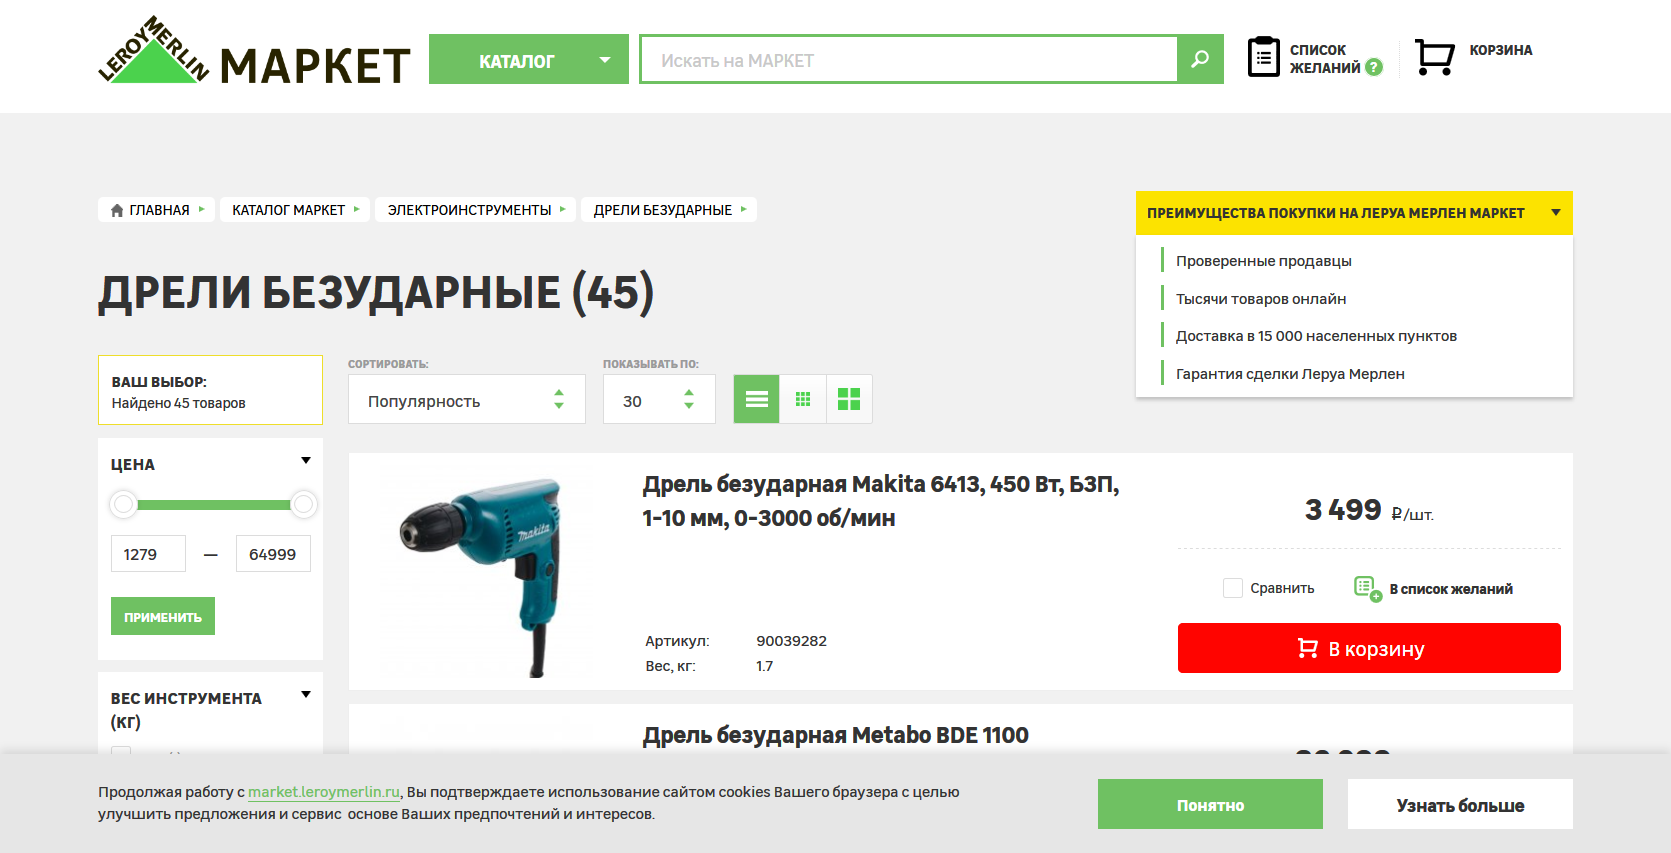 LEROY MERLIN МАРКЕТ
КАТАЛОГ
Искать на МАРКЕТ
СПИСОК
ЖЕЛАНИЙ ?
КОРЗИНА
ГЛАВНАЯ
КАТАЛОГ МАРКЕТ
ЭЛЕКТРОИНСТРУМЕНТЫ
ДРЕЛИ БЕЗУДАРНЫЕ
ПРЕИМУЩЕСТВА ПОКУПКИ НА ЛЕРУА МЕРЛЕН МАРКЕТ
Проверенные продавцы
Тысячи товаров онлайн
Доставка в 15 000 населенных пунктов
Гарантия сделки Леруа Мерлен
ДРЕЛИ БЕЗУДАРНЫЕ (45)
ВАШ ВЫБОР:
Найдено 45 товаров
СОРТИРОВАТЬ:
Популярность
ПОКАЗЫВАТЬ ПО:
30
ЦЕНА
1279 — 64999
ПРИМЕНИТЬ
ВЕС ИНСТРУМЕНТА
(КГ)
makita
Дрель безударная Makita 6413, 450 Вт, БЗП,
1-10 мм, 0-3000 об/мин
Артикул: 90039282
Вес, кг: 1.7
3 499 ₽/шт.
Сравнить
В список желаний
В корзину
Дрель безударная Metabo BDE 1100
Продолжая работу с market.leroymerlin.ru, Вы подтверждаете использование сайтом cookies Вашего браузера с целью
улучшить предложения и сервис основе Ваших предпочтений и интересов.
Понятно
Узнать больше